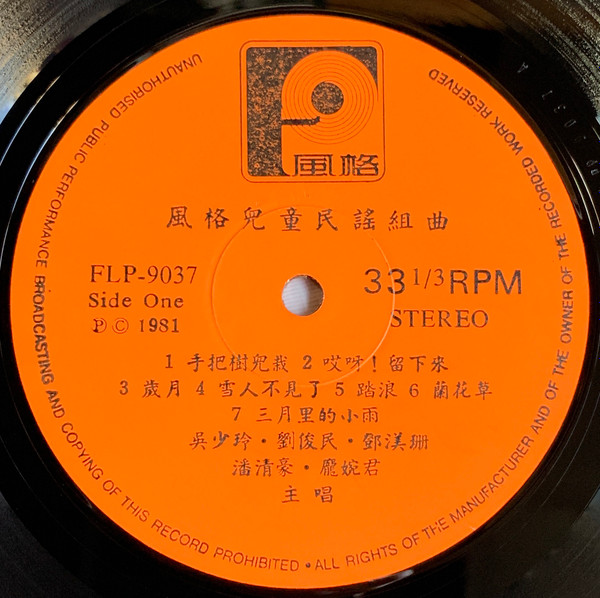 風格
風格兒童民謠組曲
FLP-9037
Side One
℗ © 1981
33 1/3 RPM
STEREO
1 手把樹兒栽 2 哎呀！留下來
3 歲月 4 雪人不見了 5 踏浪 6 蘭花草
7 三月里的小雨
吳少玲•劉俊民•鄧渼珊
潘清豪•龐婉君
主唱
UNAUTHORISED PUBLIC PERFORMANCE BROADCASTING AND COPYING OF THIS RECORD PROHIBITED • ALL RIGHTS OF THE MANUFACTURER AND OF THE OWNER OF THE RECORDED WORK RESERVED